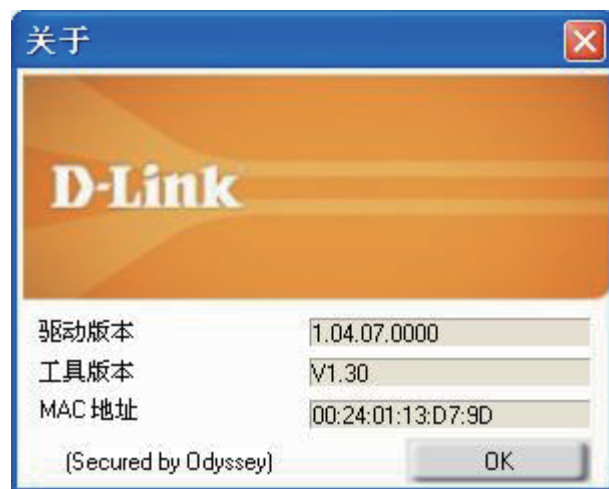 关于
D-Link
驱动版本 1.04.07.0000
工具版本 V1.30
MAC 地址 00:24:01:13:D7:9D
(Secured by Odyssey) OK